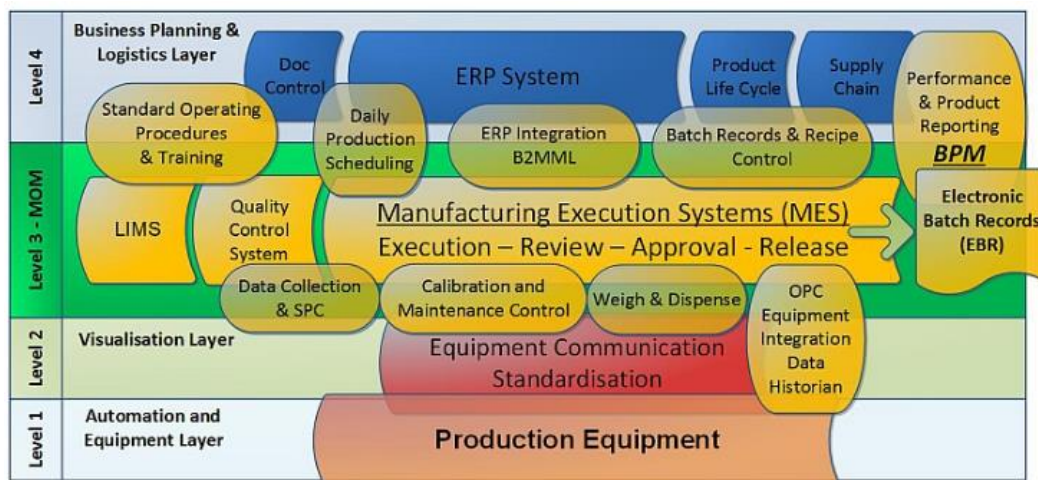 Level 4
Business Planning &
Logistics Layer
Doc
Control
ERP System
Product
Life Cycle
Supply
Chain
Performance
& Product
Reporting
BPM
Standard Operating
Procedures
& Training
Daily
Production
Scheduling
ERP Integration
B2MML
Batch Records & Recipe
Control
Level 3 - MOM
LIMS
Quality
Control
System
Manufacturing Execution Systems (MES)
Execution – Review – Approval - Release
Electronic
Batch Records
(EBR)
Data Collection
& SPC
Calibration and
Maintenance Control
Weigh & Dispense
OPC
Equipment
Integration
Data
Historian
Level 2
Visualisation Layer
Equipment Communication
Standardisation
Level 1
Automation and
Equipment Layer
Production Equipment